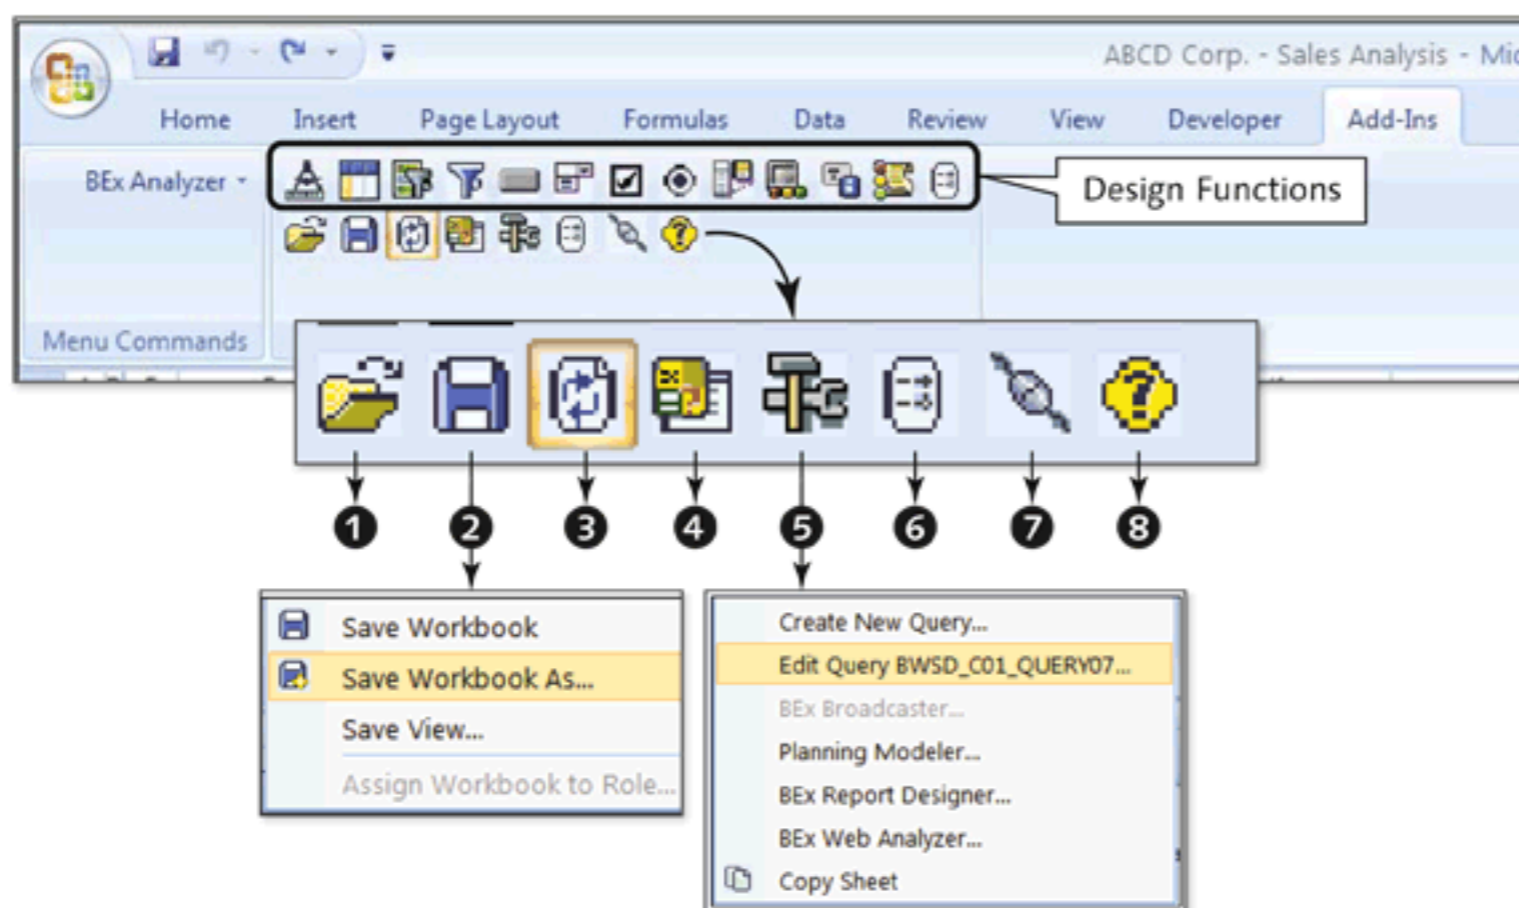 ABCD Corp. - Sales Analysis - Mic
Home Insert Page Layout Formulas Data Review View Developer Add-Ins
BEx Analyzer
Design Functions
Menu Commands
1 2 3 4 5 6 7 8
Save Workbook
Save Workbook As...
Save View...
Assign Workbook to Role...
Create New Query...
Edit Query BWSD_C01_QUERY07...
BEx Broadcaster...
Planning Modeler...
BEx Report Designer...
BEx Web Analyzer...
Copy Sheet